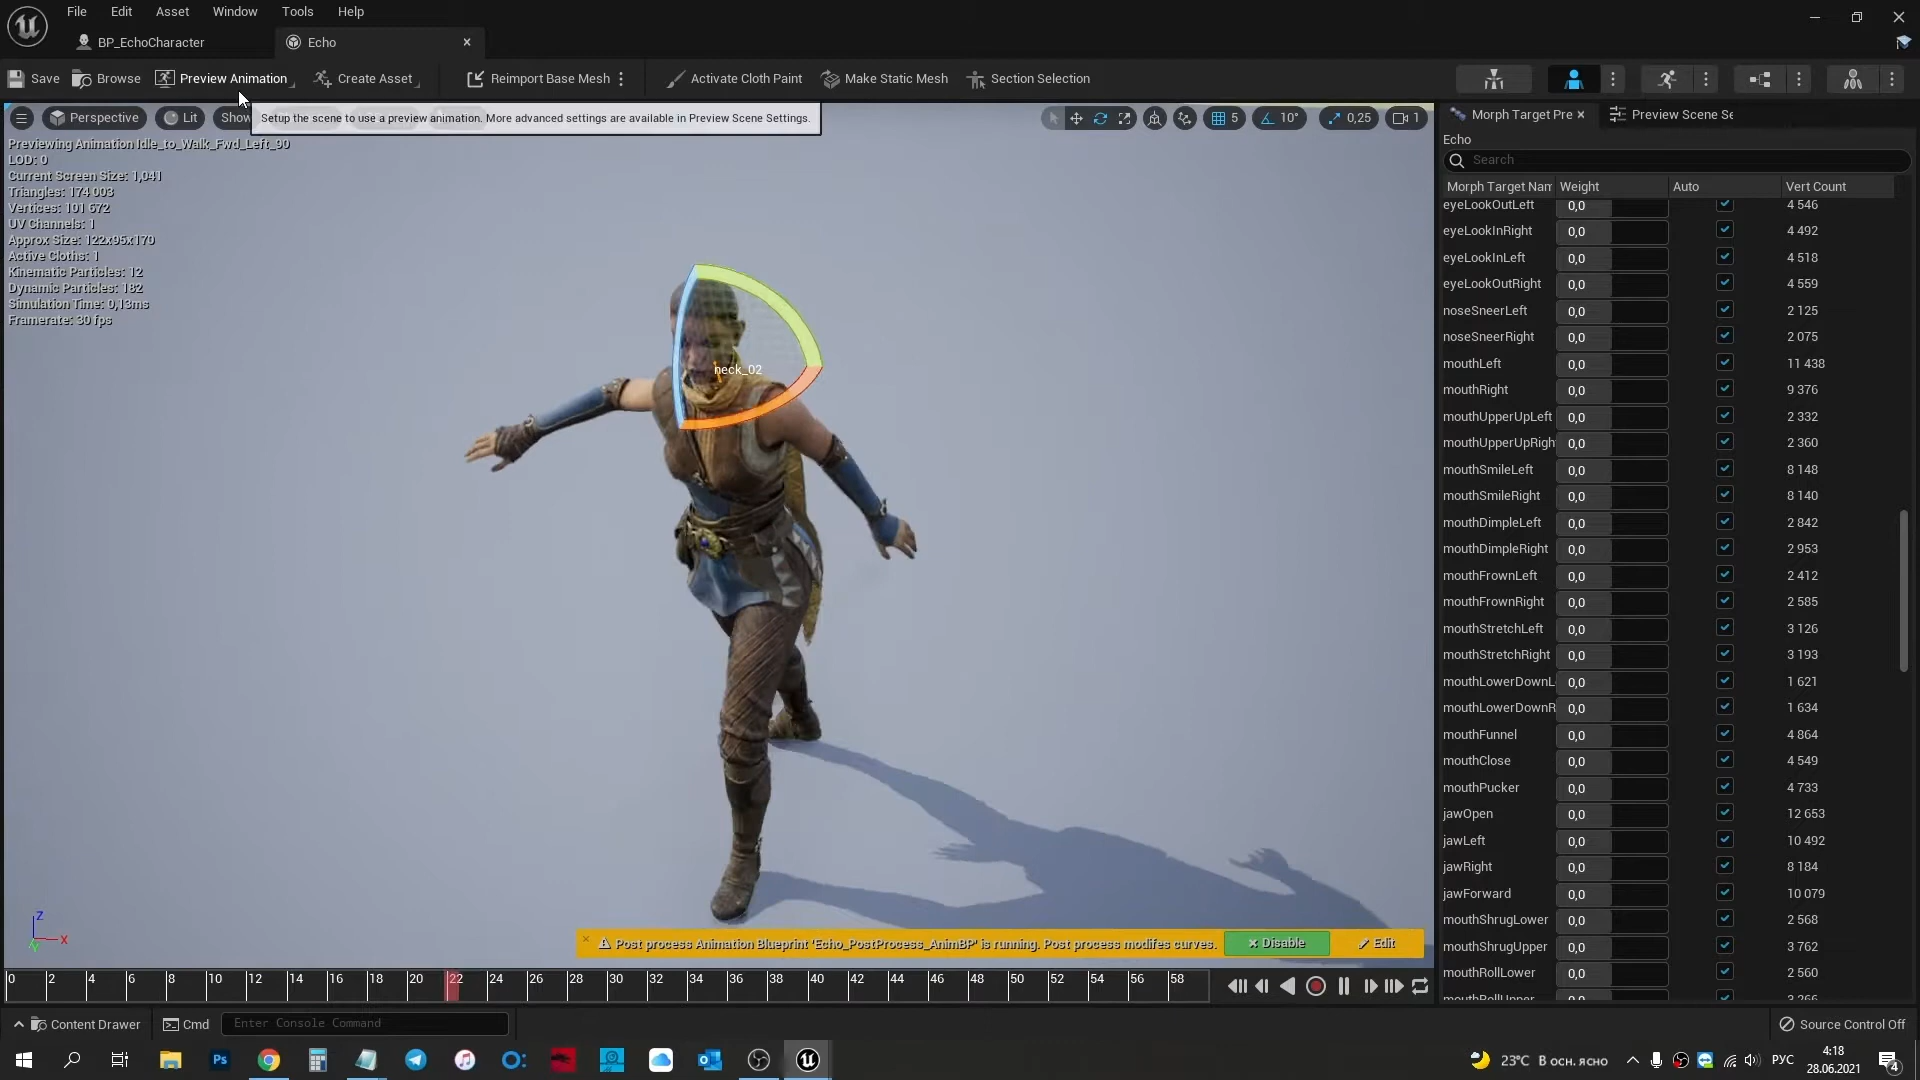 File Edit Asset Window Tools Help
BP_EchoCharacter Echo
Save Browse Preview Animation Create Asset Reimport Base Mesh Activate Cloth Paint Make Static Mesh Section Selection
Perspective Lit Show
Setup the scene to use a preview animation. More advanced settings are available in Preview Scene Settings.
5 10° 0,25 1
Previewing Animation Idle_to_Walk_Fwd_Left_90
LOD: 0
Current Screen Size: 1,041
Triangles: 174 003
Vertices: 101 672
UV Channels: 1
Approx Size: 122x95x170
Active Cloths: 1
Kinematic Particles: 12
Dynamic Particles: 182
Simulation Time: 0,13ms
Framerate: 30 fps
neck_02
Z
X
Y
Post process Animation Blueprint 'Echo_PostProcess_AnimBP' is running. Post process modifes curves. Disable Edit
0 2 4 6 8 10 12 14 16 18 20 22 24 26 28 30 32 34 36 38 40 42 44 46 48 50 52 54 56 58
Morph Target Pre Preview Scene Se
Echo
Search
Morph Target Nam Weight Auto Vert Count
eyeLookOutLeft 0,0 4 546
eyeLookInRight 0,0 4 492
eyeLookInLeft 0,0 4 518
eyeLookOutRight 0,0 4 559
noseSneerLeft 0,0 2 125
noseSneerRight 0,0 2 075
mouthLeft 0,0 11 438
mouthRight 0,0 9 376
mouthUpperUpLeft 0,0 2 332
mouthUpperUpRigh 0,0 2 360
mouthSmileLeft 0,0 8 148
mouthSmileRight 0,0 8 140
mouthDimpleLeft 0,0 2 842
mouthDimpleRight 0,0 2 953
mouthFrownLeft 0,0 2 412
mouthFrownRight 0,0 2 585
mouthStretchLeft 0,0 3 126
mouthStretchRight 0,0 3 193
mouthLowerDownL 0,0 1 621
mouthLowerDownR 0,0 1 634
mouthFunnel 0,0 4 864
mouthClose 0,0 4 549
mouthPucker 0,0 4 733
jawOpen 0,0 12 653
jawLeft 0,0 10 492
jawRight 0,0 8 184
jawForward 0,0 10 079
mouthShrugLower 0,0 2 568
mouthShrugUpper 0,0 3 762
mouthRollLower 0,0 2 560
mouthRollUpper 3 266
Content Drawer Cmd Enter Console Command Source Control Off
Ps
23°C В осн. ясно РУС 4:18
28.06.2021
4